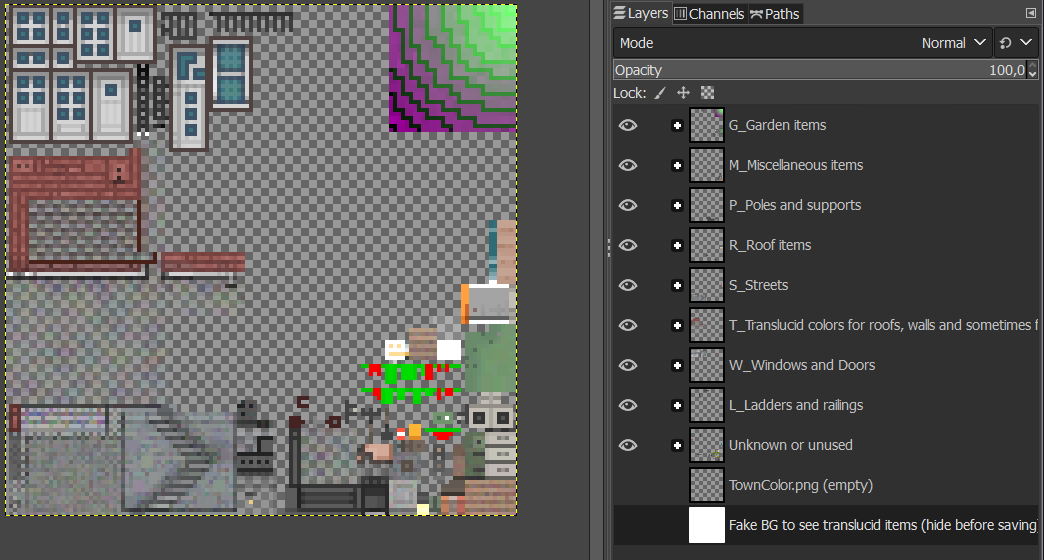 Layers Channels Paths
Mode Normal
Opacity 100,0
Lock:
G_Garden items
M_Miscellaneous items
P_Poles and supports
R_Roof items
S_Streets
T_Translucid colors for roofs, walls and sometimes f
W_Windows and Doors
L_Ladders and railings
Unknown or unused
TownColor.png (empty)
Fake BG to see translucid items (hide before saving)